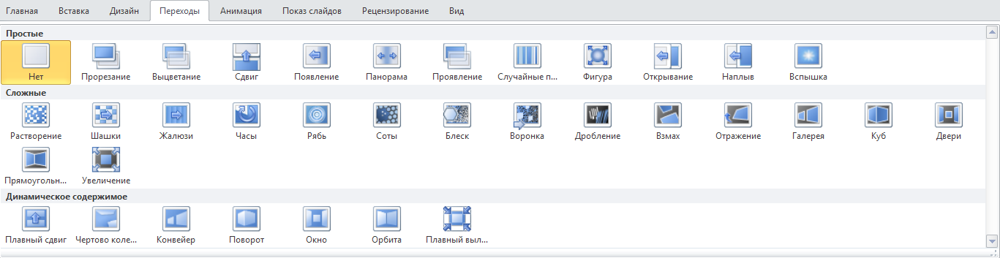 Главная Вставка Дизайн Переходы Анимация Показ слайдов Рецензирование Вид
Простые
Нет Прорезание Выцветание Сдвиг Появление Панорама Проявление Случайные п... Фигура Открывание Наплыв Вспышка
Сложные
Растворение Шашки Жалюзи Часы Рябь Соты Блеск Воронка Дробление Взмах Отражение Галерея Куб Двери
Прямоугольн... Увеличение
Динамическое содержимое
Плавный сдвиг Чертово коле... Конвейер Поворот Окно Орбита Плавный выл...